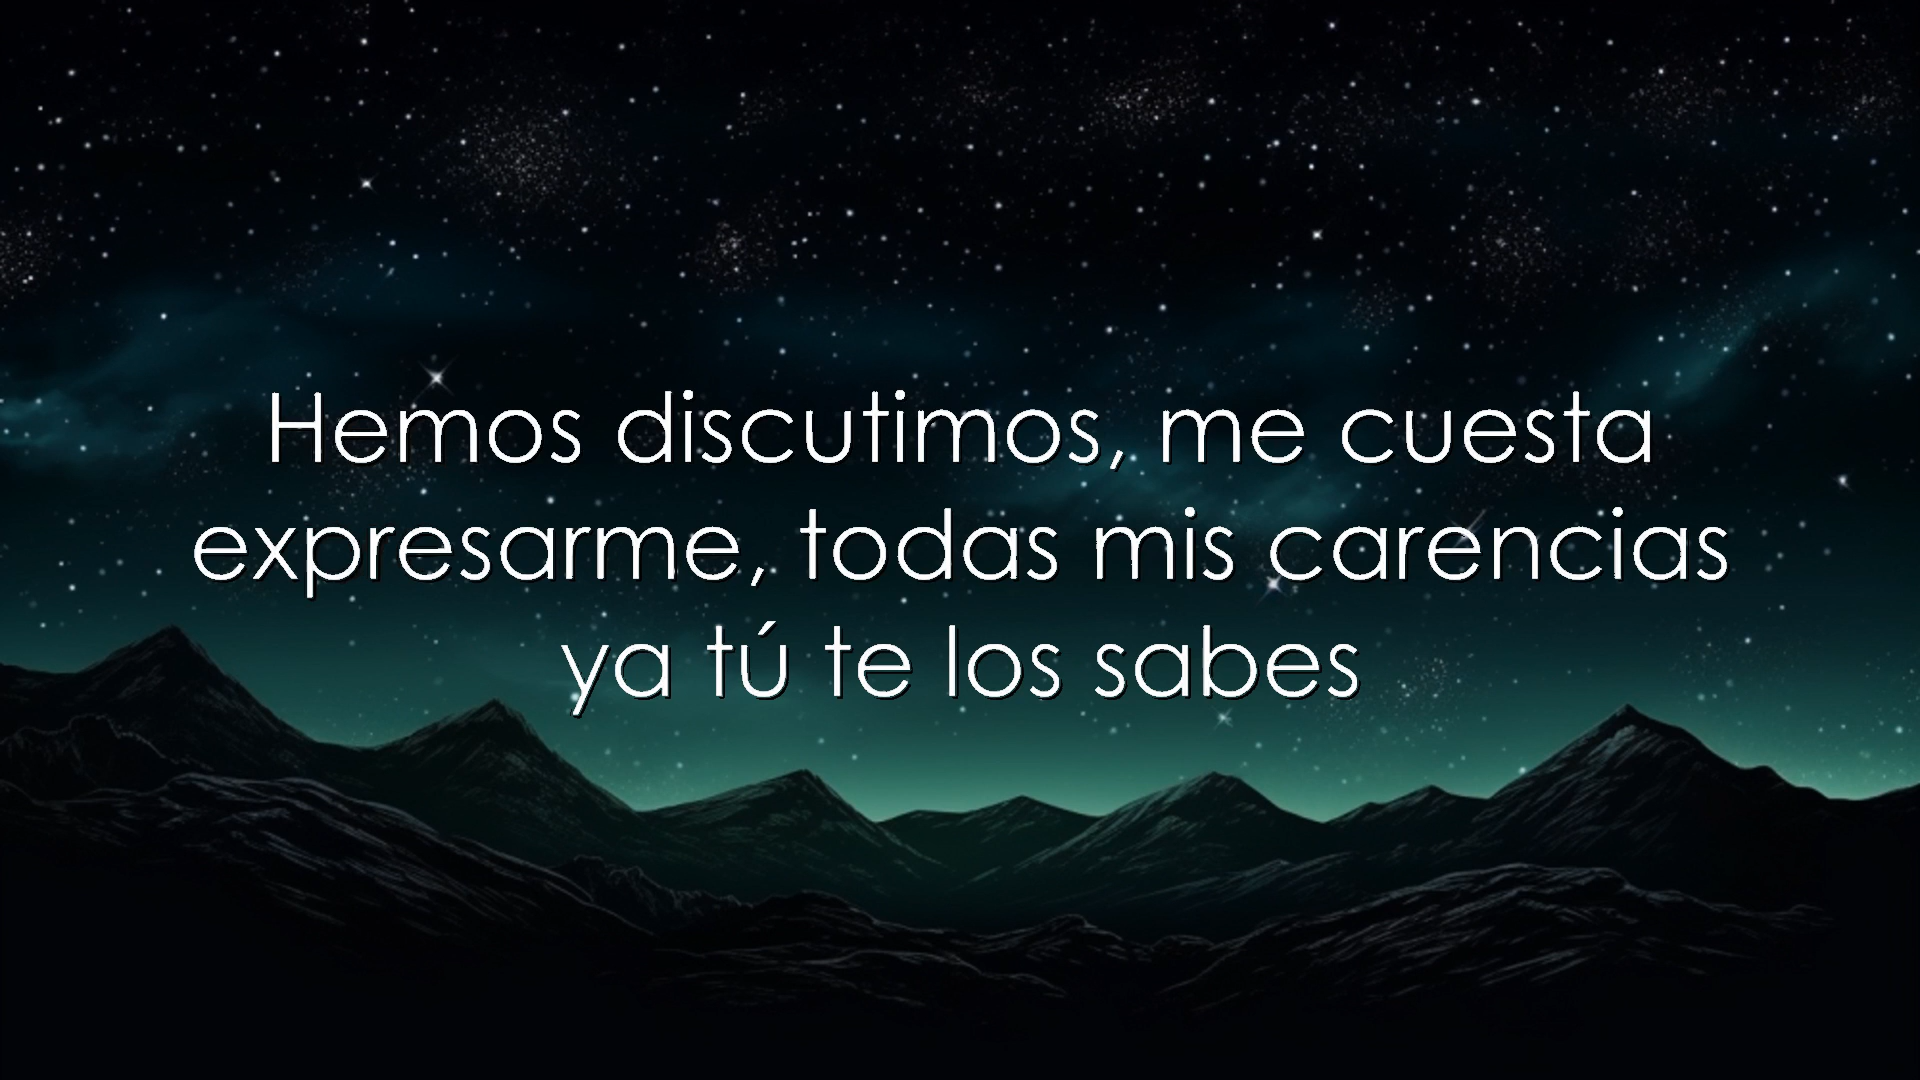 Hemos discutimos, me cuesta
expresarme, todas mis carencias
ya tú te los sabes